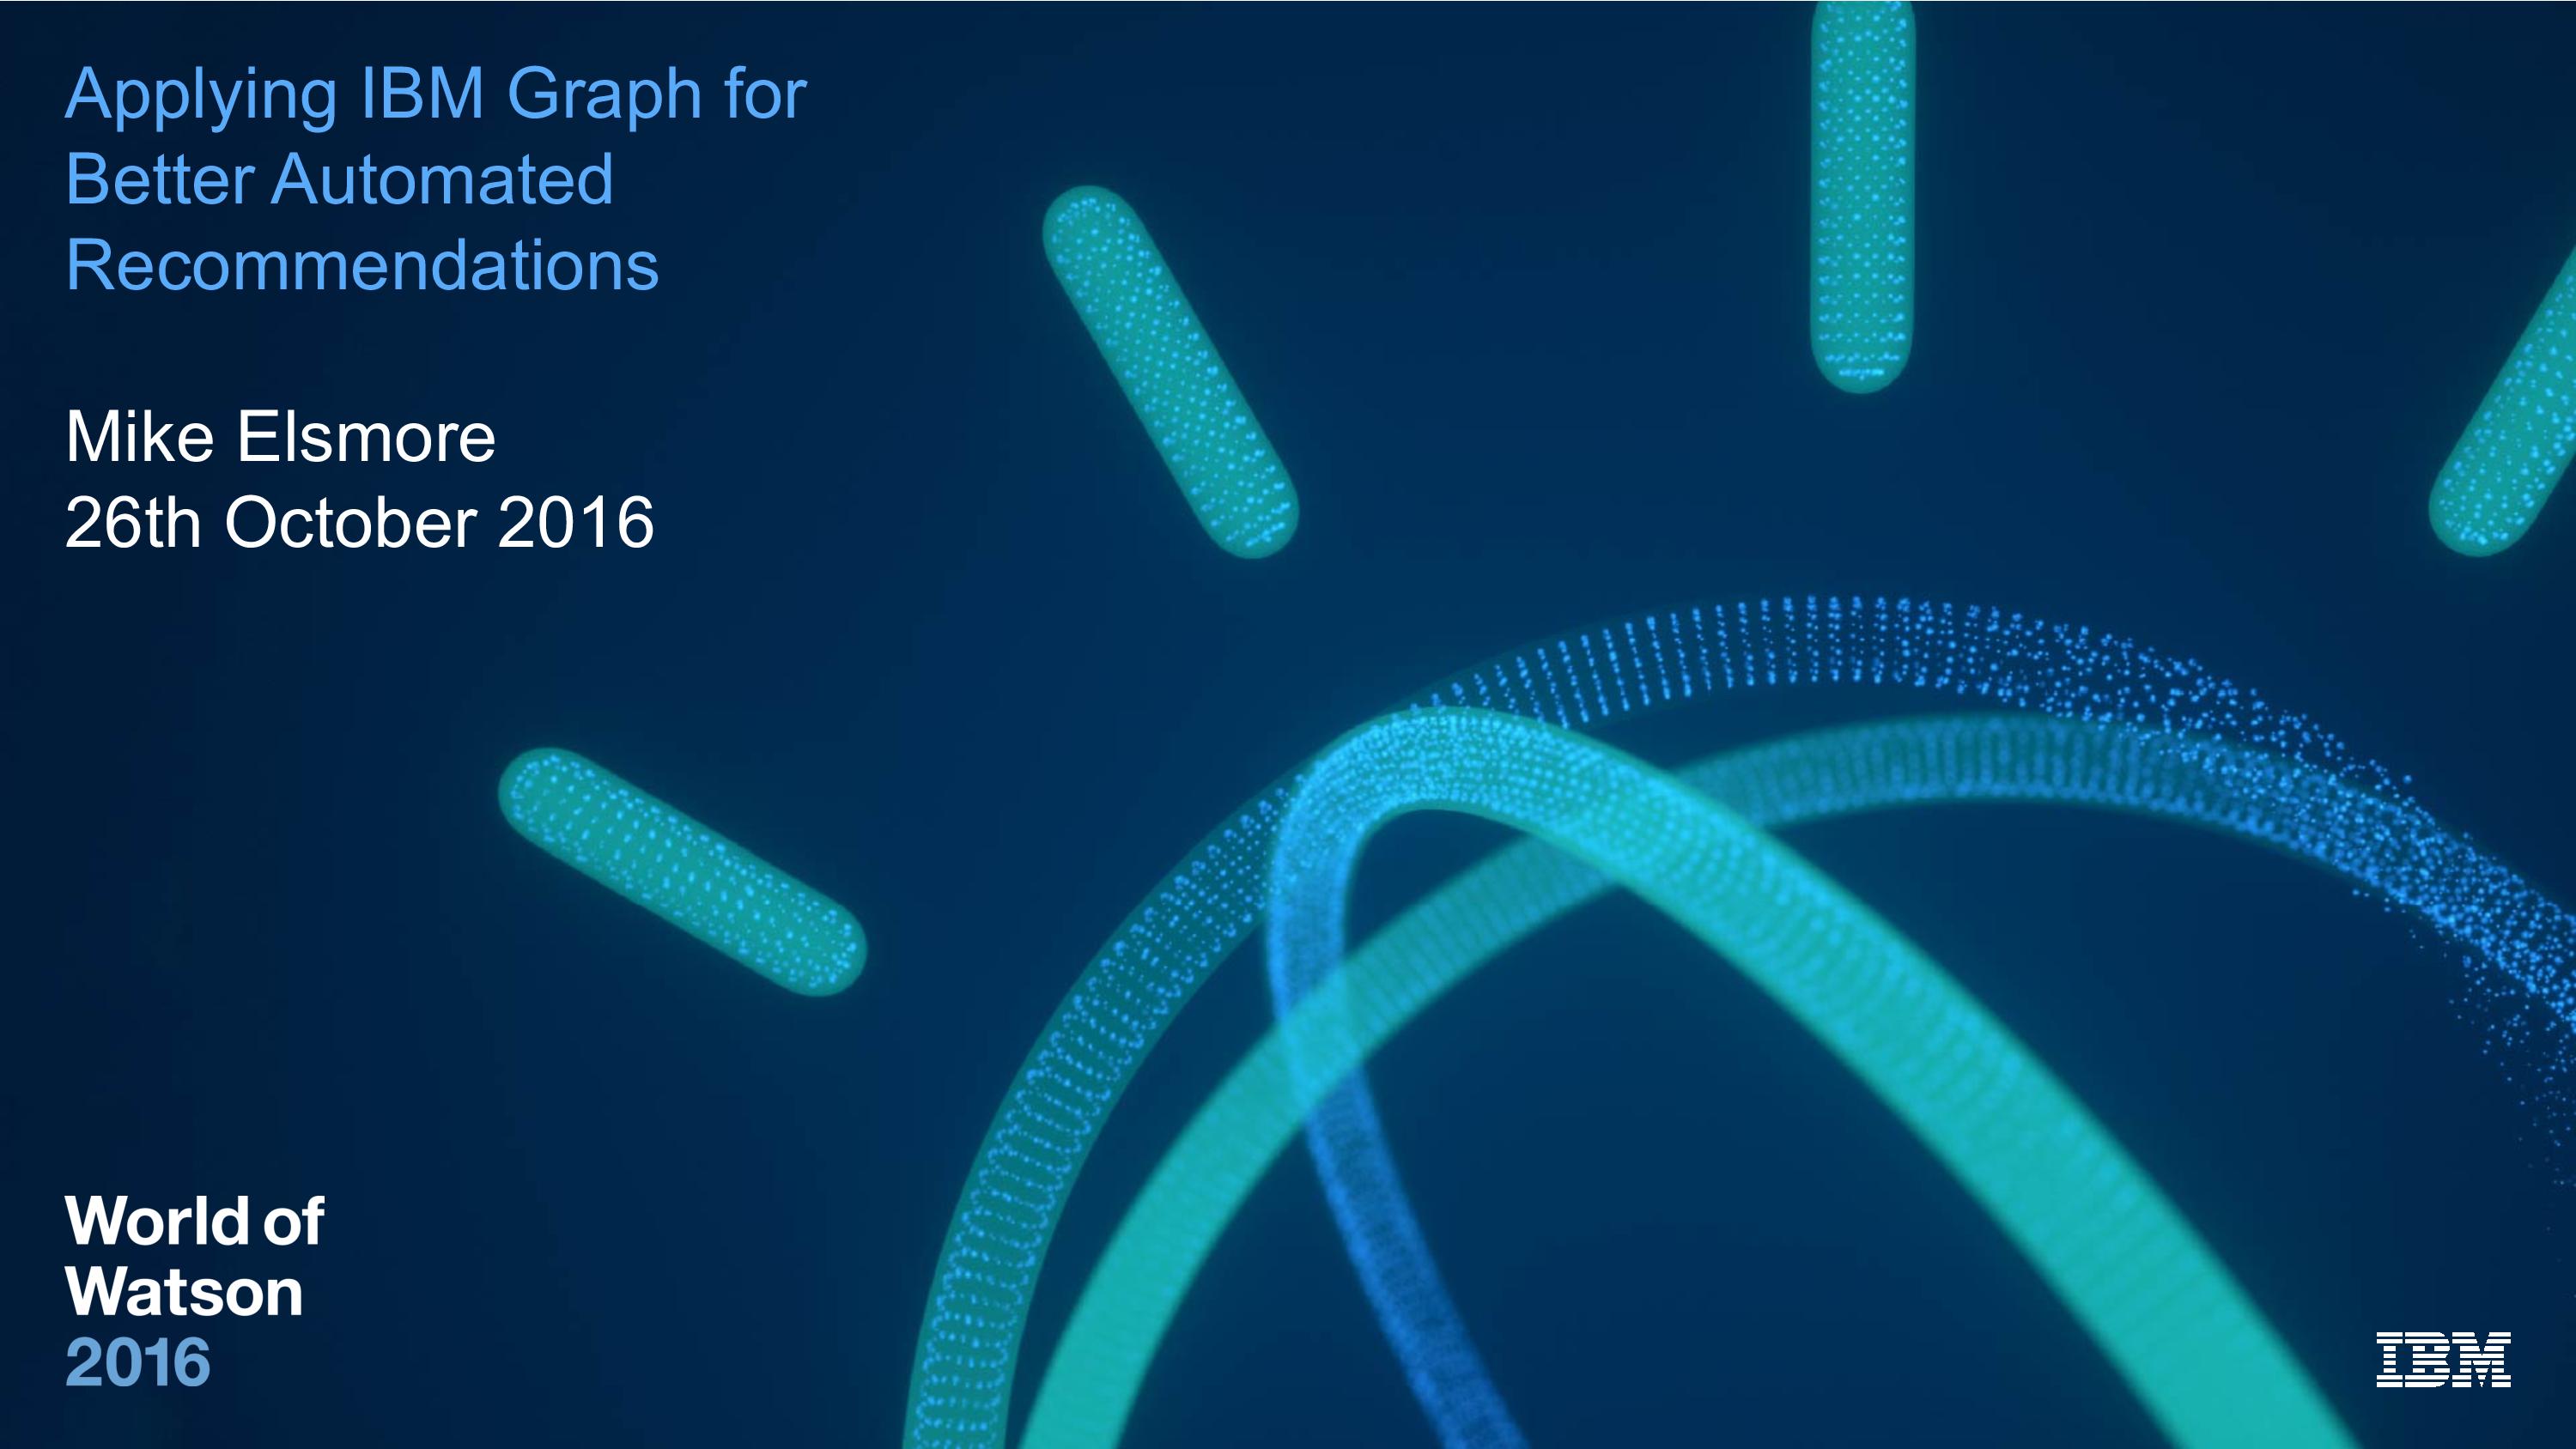 Applying IBM Graph for
Better Automated
Recommendations
Mike Elsmore
26th October 2016
World of
Watson
2016
IBM